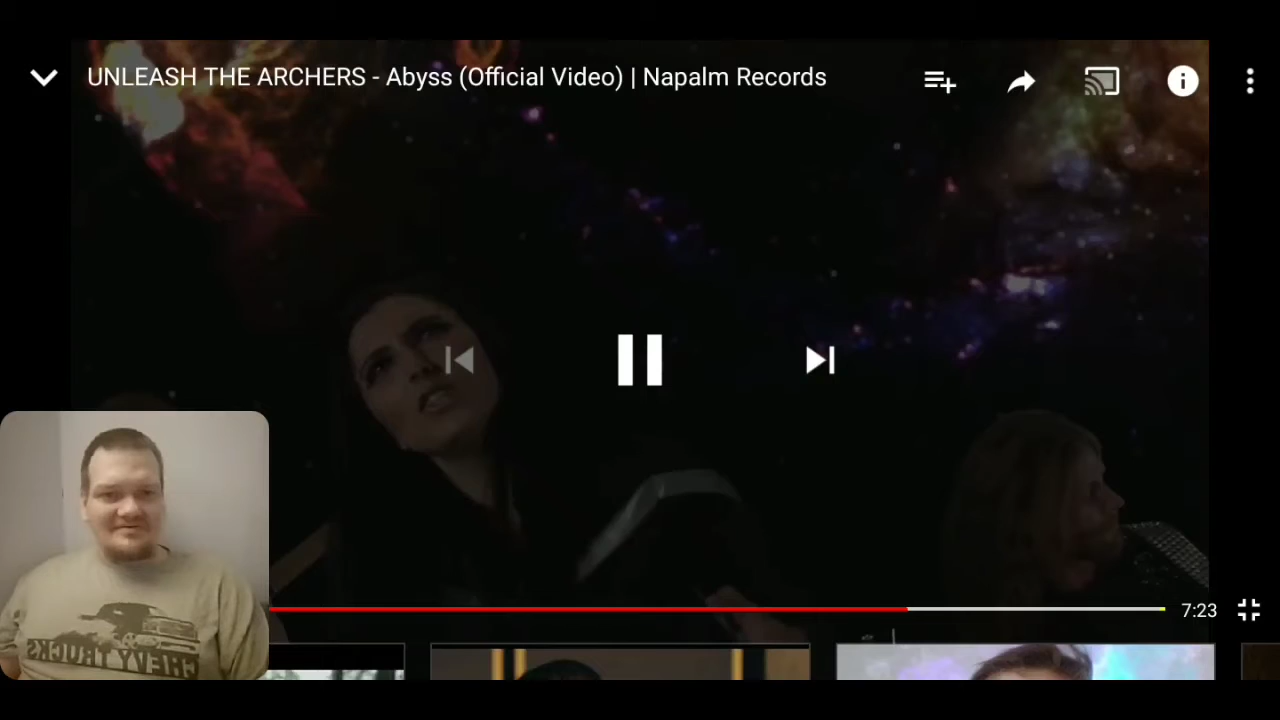 UNLEASH THE ARCHERS - Abyss (Official Video) | Napalm Records
7:23
CHEVY TRUCKS